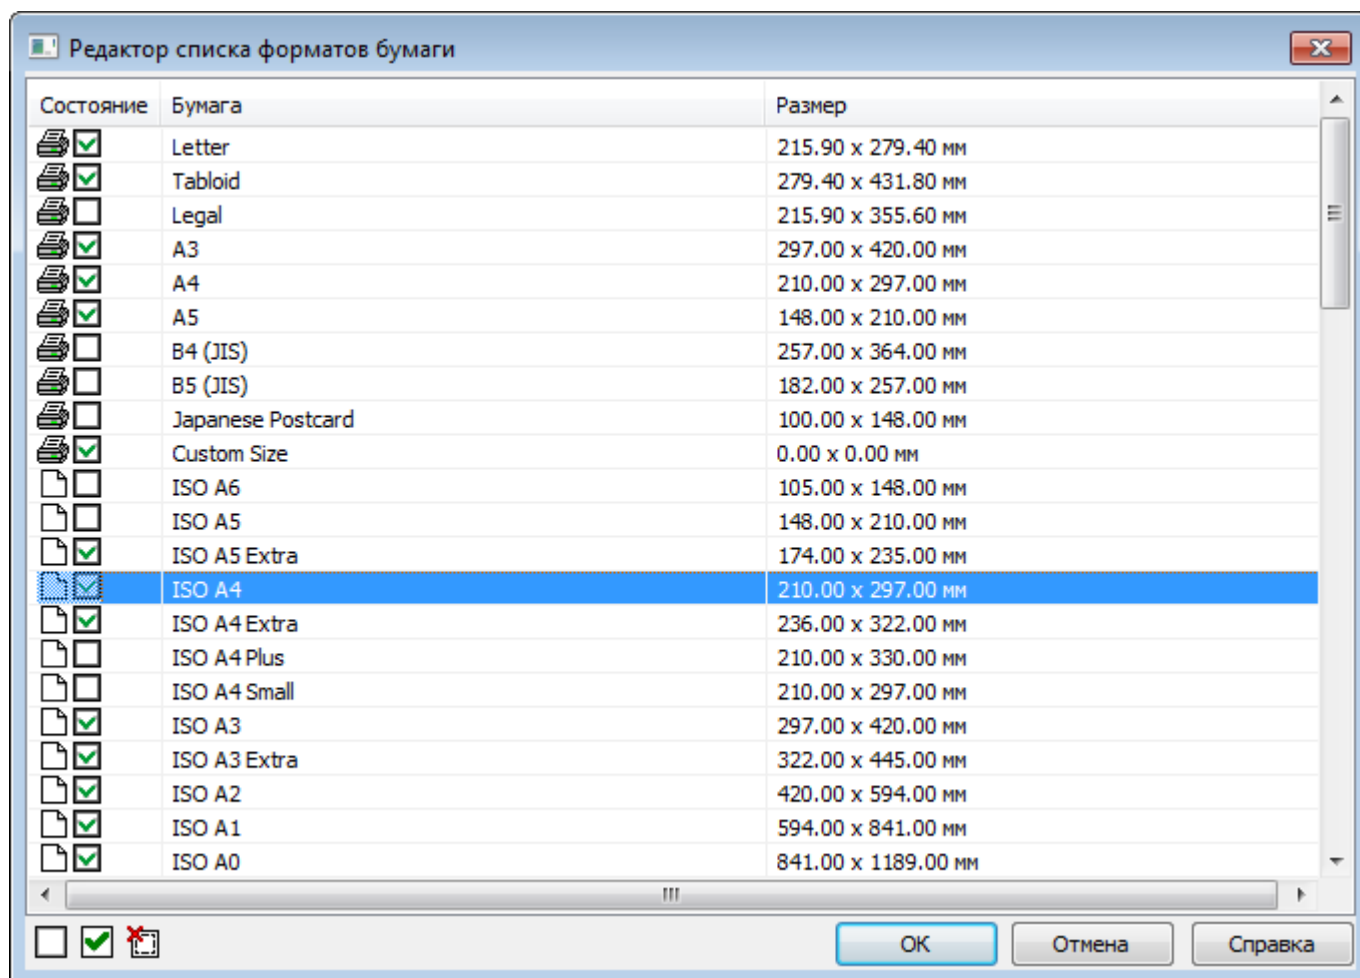 Редактор списка форматов бумаги
Состояние Бумага Размер
Letter 215.90 x 279.40 мм
Tabloid 279.40 x 431.80 мм
Legal 215.90 x 355.60 мм
A3 297.00 x 420.00 мм
A4 210.00 x 297.00 мм
A5 148.00 x 210.00 мм
B4 (JIS) 257.00 x 364.00 мм
B5 (JIS) 182.00 x 257.00 мм
Japanese Postcard 100.00 x 148.00 мм
Custom Size 0.00 x 0.00 мм
ISO A6 105.00 x 148.00 мм
ISO A5 148.00 x 210.00 мм
ISO A5 Extra 174.00 x 235.00 мм
ISO A4 210.00 x 297.00 мм
ISO A4 Extra 236.00 x 322.00 мм
ISO A4 Plus 210.00 x 330.00 мм
ISO A4 Small 210.00 x 297.00 мм
ISO A3 297.00 x 420.00 мм
ISO A3 Extra 322.00 x 445.00 мм
ISO A2 420.00 x 594.00 мм
ISO A1 594.00 x 841.00 мм
ISO A0 841.00 x 1189.00 мм
ОК Отмена Справка